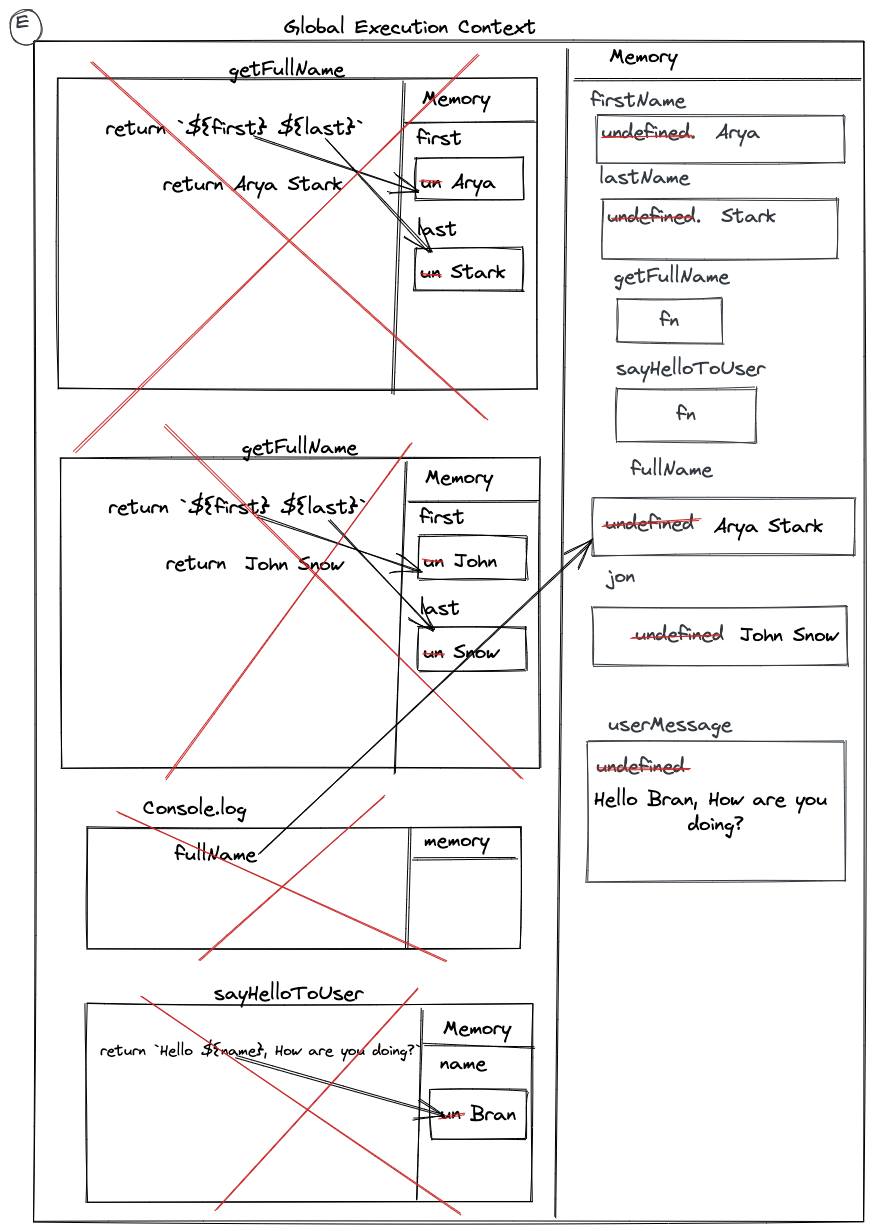 E
Global Execution Context
getFullName
return `${first} ${last}`
return Arya Stark
Memory
first
un Arya
last
un Stark
getFullName
return `${first} ${last}`
return John Snow
Memory
first
un John
last
un Snow
Console.log
fullName
memory
sayHelloToUser
return `Hello ${name}, How are you doing?`
Memory
name
un Bran
Memory
firstName
undefined. Arya
lastName
undefined. Stark
getFullName
fn
sayHelloToUser
fn
fullName
undefined Arya Stark
jon
undefined John Snow
userMessage
undefined
Hello Bran, How are you
doing?